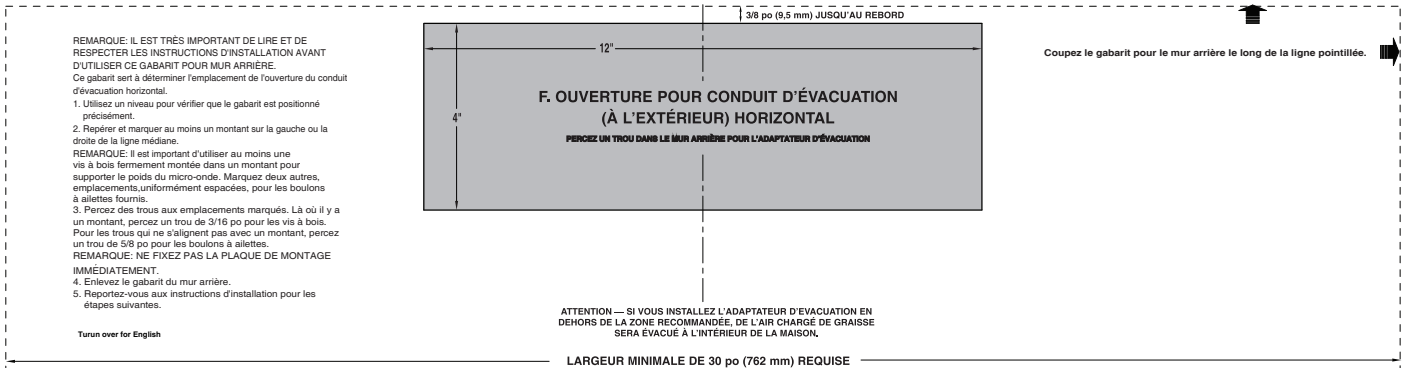 3/8 po (9,5 mm) JUSQU'AU REBORD
REMARQUE: IL EST TRÈS IMPORTANT DE LIRE ET DE
RESPECTER LES INSTRUCTIONS D'INSTALLATION AVANT
D'UTILISER CE GABARIT POUR MUR ARRIÈRE.
Ce gabarit sert à déterminer l'emplacement de l'ouverture du conduit
d'évacuation horizontal.
1. Utilisez un niveau pour vérifier que le gabarit est positionné
précisément.
2. Repérer et marquer au moins un montant sur la gauche ou la
droite de la ligne médiane.
REMARQUE: Il est important d'utiliser au moins une
vis à bois fermement montée dans un montant pour
supporter le poids du micro-onde. Marquez deux autres,
emplacements,uniformément espacées, pour les boulons
à ailettes fournis.
3. Percez des trous aux emplacements marqués. Là où il y a
un montant, percez un trou de 3/16 po pour les vis à bois.
Pour les trous qui ne s'alignent pas avec un montant, percez
un trou de 5/8 po pour les boulons à ailettes.
REMARQUE: NE FIXEZ PAS LA PLAQUE DE MONTAGE
IMMÉDIATEMENT.
4. Enlevez le gabarit du mur arrière.
5. Reportez-vous aux instructions d'installation pour les
étapes suivantes.
Turun over for English
12"
4"
F. OUVERTURE POUR CONDUIT D'ÉVACUATION
(À L'EXTÉRIEUR) HORIZONTAL
PERCEZ UN TROU DANS LE MUR ARRIÈRE POUR L'ADAPTATEUR D'ÉVACUATION
Coupez le gabarit pour le mur arrière le long de la ligne pointillée.
ATTENTION — SI VOUS INSTALLEZ L'ADAPTATEUR D'EVACUATION EN
DEHORS DE LA ZONE RECOMMANDÉE, DE L'AIR CHARGÉ DE GRAISSE
SERA ÉVACUÉ À L'INTÉRIEUR DE LA MAISON.
LARGEUR MINIMALE DE 30 po (762 mm) REQUISE